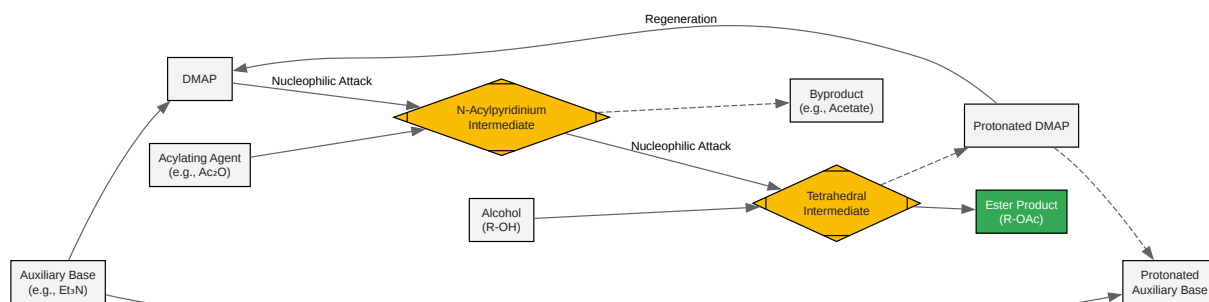 Regeneration
DMAP
Nucleophilic Attack
N-Acylpyridinium
Intermediate
Byproduct
(e.g., Acetate)
Protonated DMAP
Acylating Agent
(e.g., Ac₂O)
Nucleophilic Attack
Tetrahedral
Intermediate
Alcohol
(R-OH)
Ester Product
(R-OAc)
Auxiliary Base
(e.g., Et₃N)
Protonated
Auxiliary Base